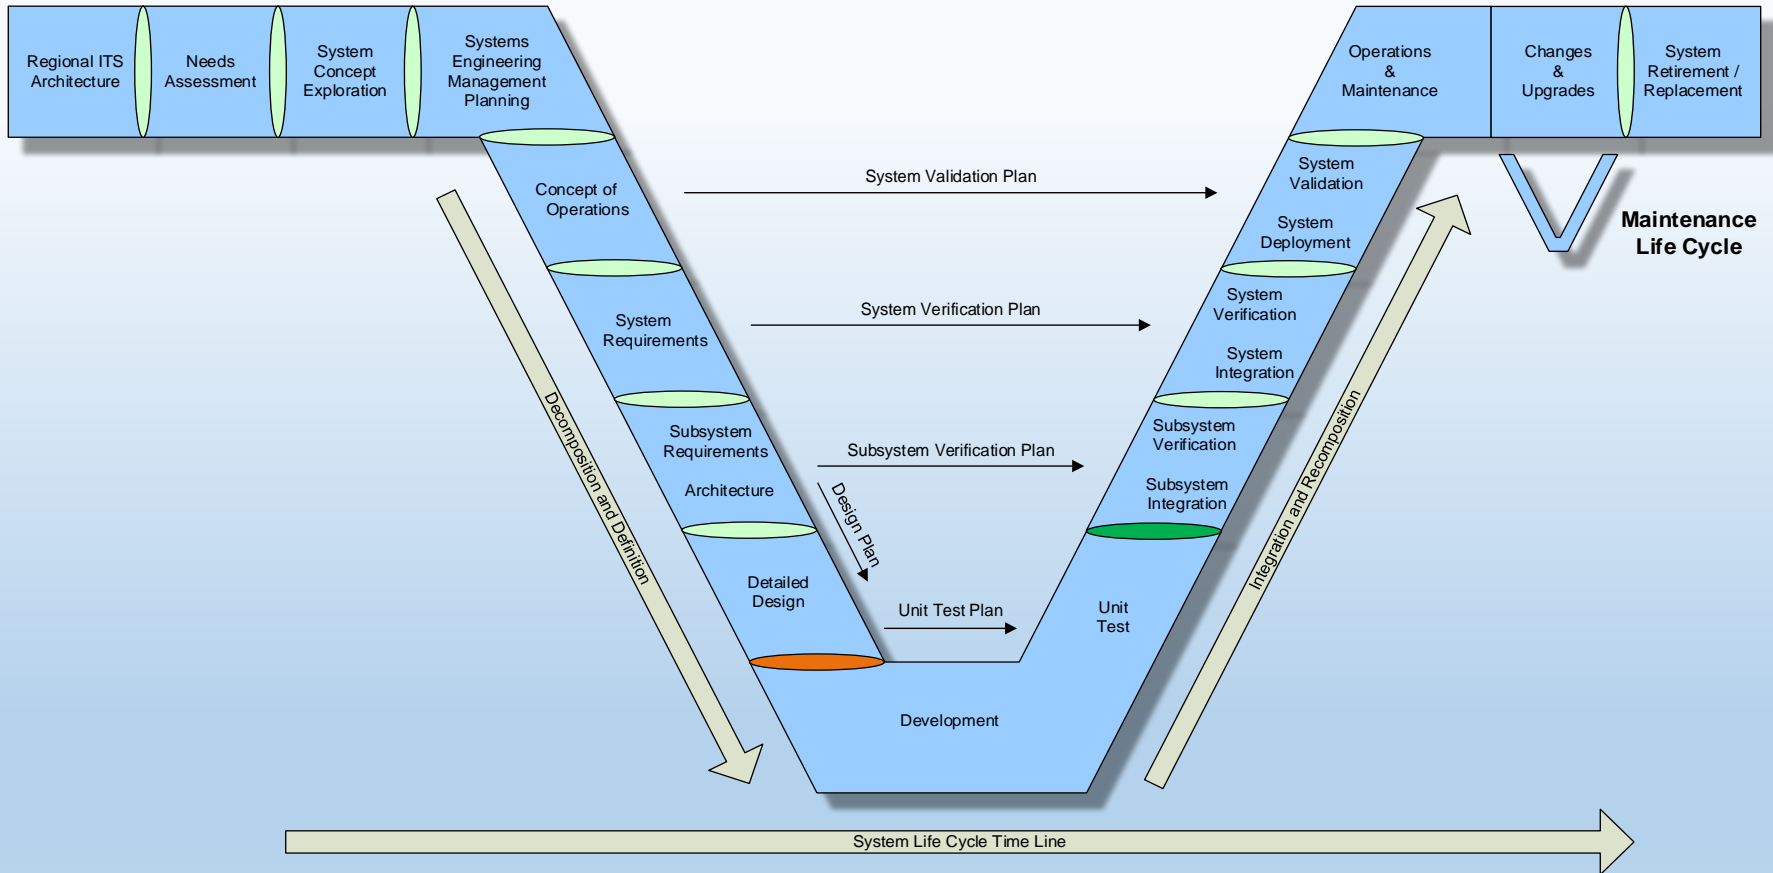 Regional ITS
Architecture
Needs
Assessment
System
Concept
Exploration
Systems
Engineering
Management
Planning
Operations
&
Maintenance
Changes
&
Upgrades
System
Retirement /
Replacement
Concept of
Operations
System Validation Plan
System
Validation
System
Deployment
Maintenance
Life Cycle
System
Requirements
System Verification Plan
System
Verification
System
Integration
Decomposition and Definition
Subsystem
Requirements
Architecture
Subsystem Verification Plan
Design Plan
Subsystem
Verification
Subsystem
Integration
Integration and Recomposition
Detailed
Design
Unit Test Plan
Unit
Test
Development
System Life Cycle Time Line